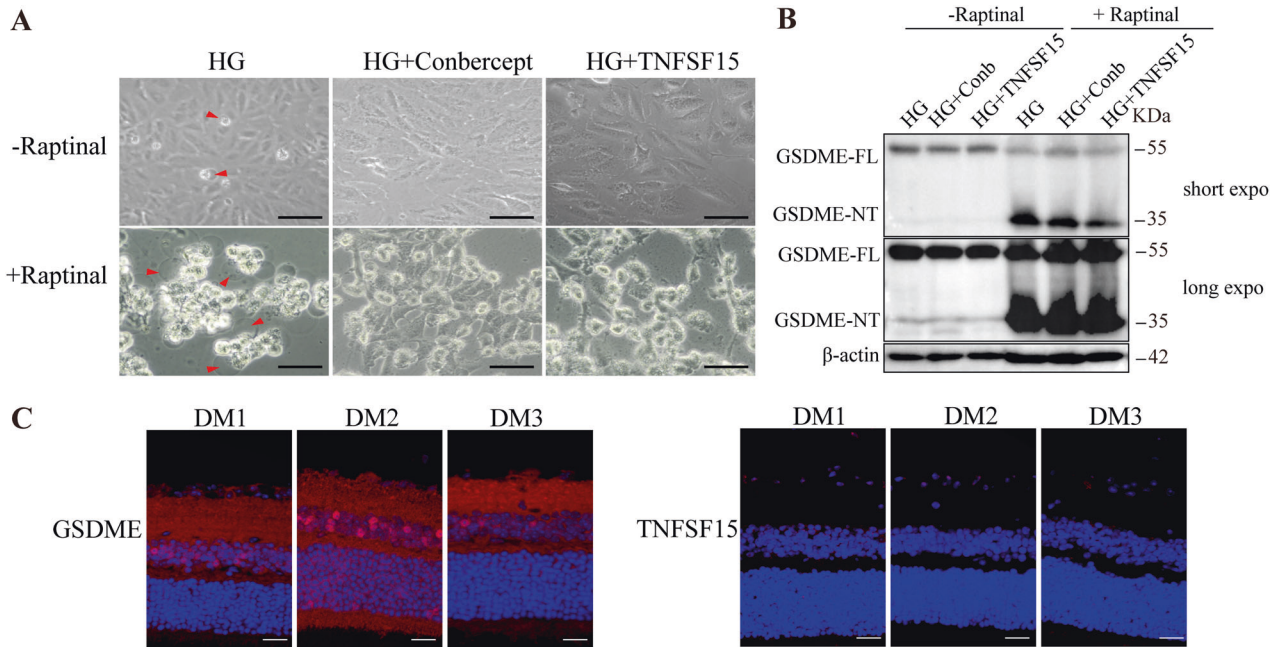 A
HG
HG+Conbercept
HG+TNFSF15
-Raptinal
+Raptinal
B
-Raptinal
+ Raptinal
HG
HG+Conb
HG+TNFSF15
HG
HG+Conb
HG+TNFSF15
KDa
GSDME-FL
–55
short expo
GSDME-NT
–35
GSDME-FL
–55
long expo
GSDME-NT
–35
β-actin
–42
C
DM1
DM2
DM3
GSDME
DM1
DM2
DM3
TNFSF15